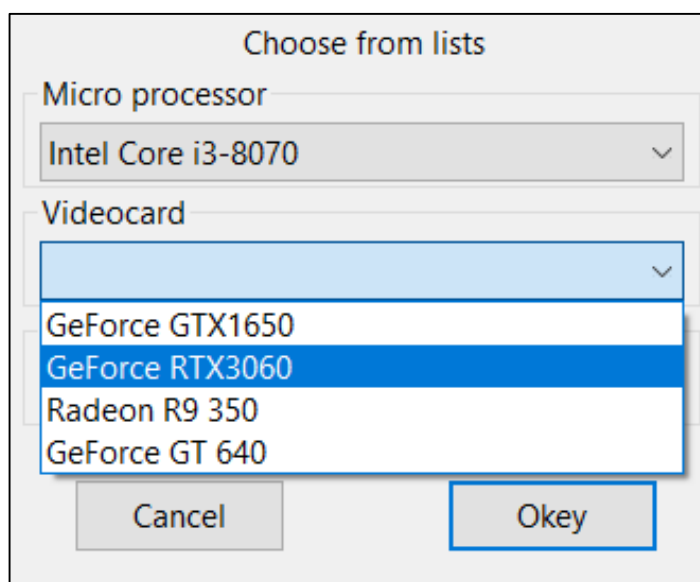 Choose from lists
Micro processor
Intel Core i3-8070
Videocard
GeForce GTX1650
GeForce RTX3060
Radeon R9 350
GeForce GT 640
Cancel
Okey